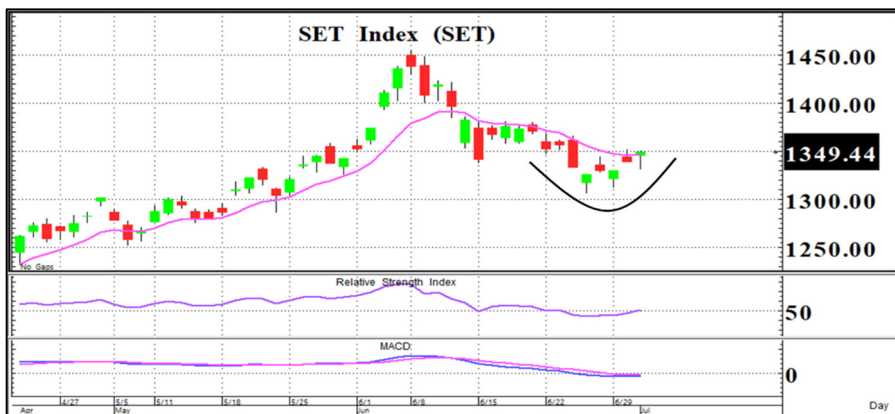 SET Index (SET)
1450.00
1400.00
1349.44
1300.00
1250.00
No Gaps
Relative Strength Index
50
MACD:
0
4/27 5/5 5/11 5/18 5/25 6/1 6/8 6/15 6/22 6/29
Apr May Jun Jul Day